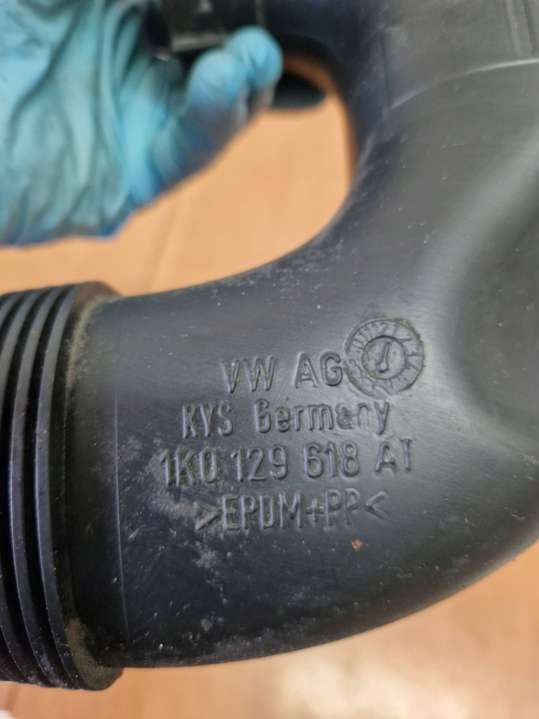 VW AG
KYS Germany
1K0 129 618 AT
>EPDM+PP<